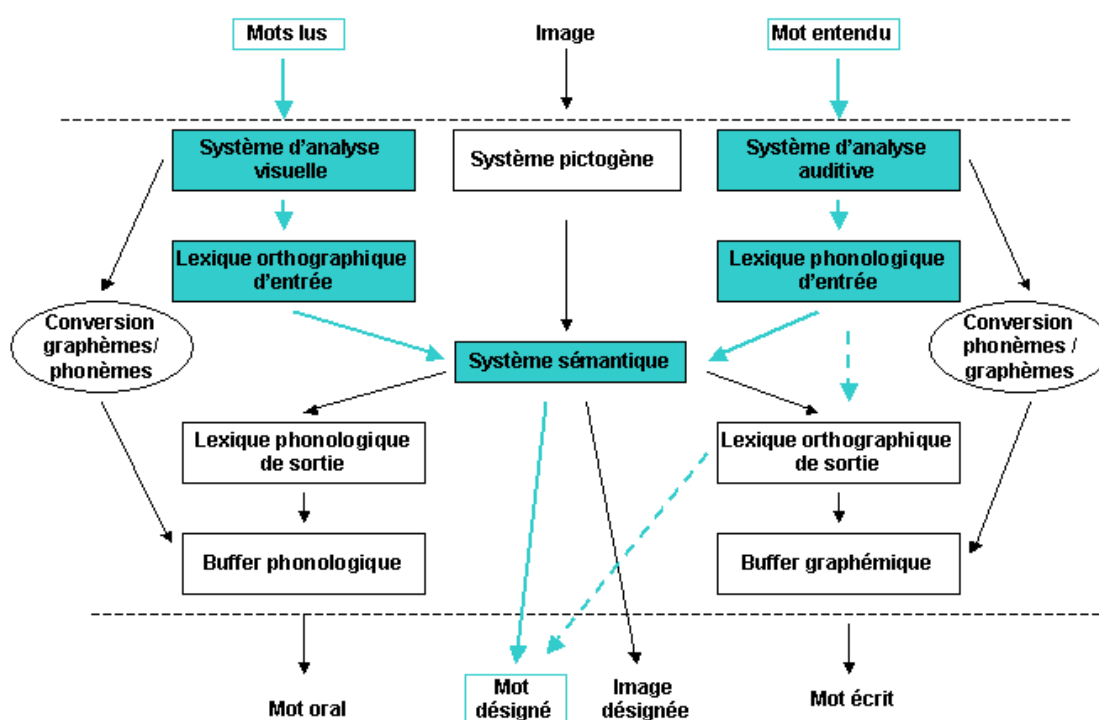 Mots lus
Image
Mot entendu
Système d'analyse
visuelle
Système pictogène
Système d'analyse
auditive
Lexique orthographique
d'entrée
Lexique phonologique
d'entrée
Conversion
graphèmes/
phonèmes
Système sémantique
Conversion
phonèmes /
graphèmes
Lexique phonologique
de sortie
Lexique orthographique
de sortie
Buffer phonologique
Buffer graphémique
Mot oral
Mot
désigné
Image
désignée
Mot écrit